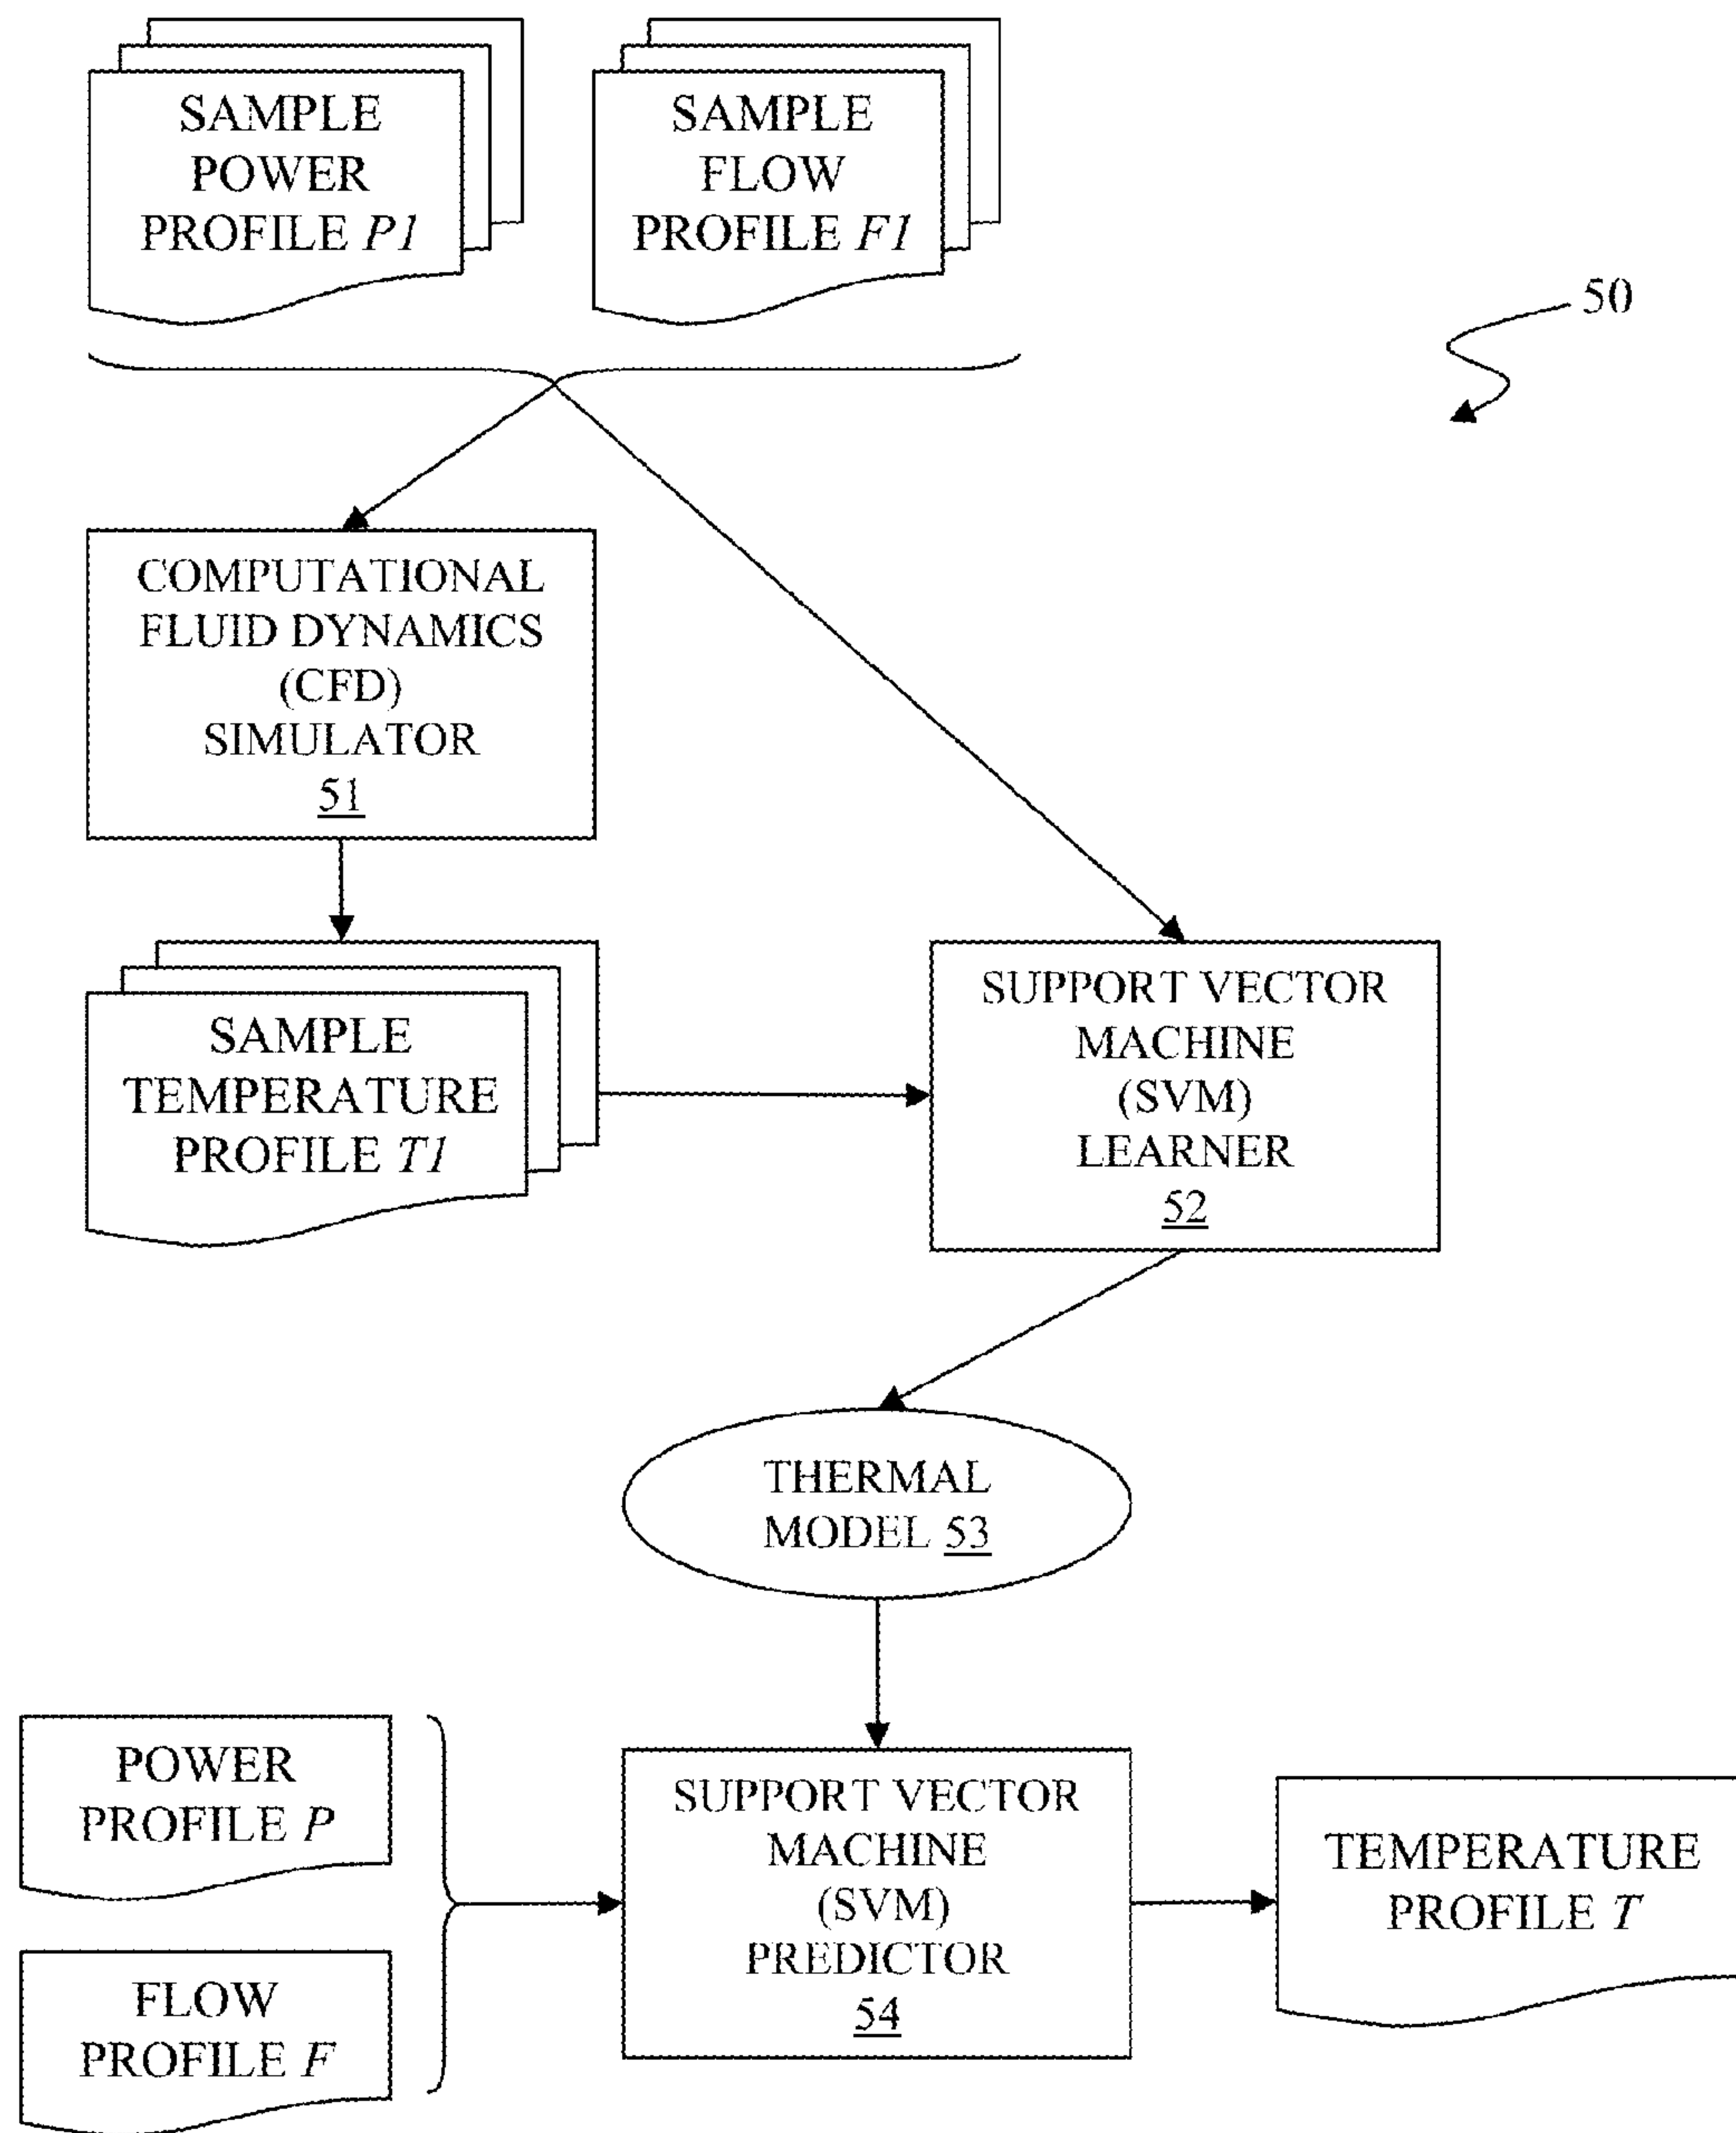 SAMPLE
POWER
PROFILE P1
SAMPLE
FLOW
PROFILE F1
50
COMPUTATIONAL
FLUID DYNAMICS
(CFD)
SIMULATOR
51
SAMPLE
TEMPERATURE
PROFILE T1
SUPPORT VECTOR
MACHINE
(SVM)
LEARNER
52
THERMAL
MODEL 53
POWER
PROFILE P
FLOW
PROFILE F
SUPPORT VECTOR
MACHINE
(SVM)
PREDICTOR
54
TEMPERATURE
PROFILE T